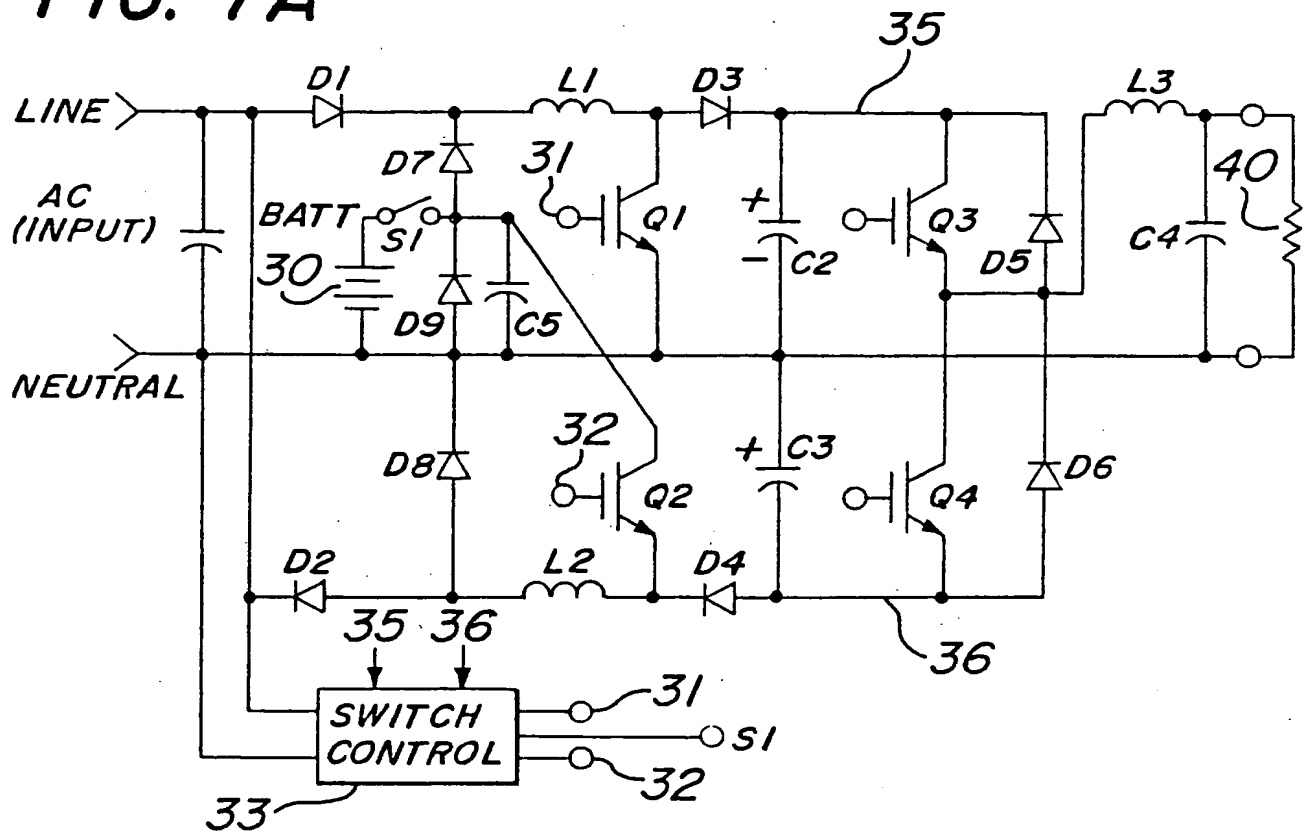 FIG. 7A
35
D1
L1
D3
L3
LINE
D7
31
40
AC
(INPUT)
BATT
S1
Q1
+
-
C2
Q3
D5
C4
30
D9
C5
NEUTRAL
32
D8
Q2
+
C3
Q4
D6
D2
L2
D4
35
36
36
SWITCH
CONTROL
31
S1
32
33